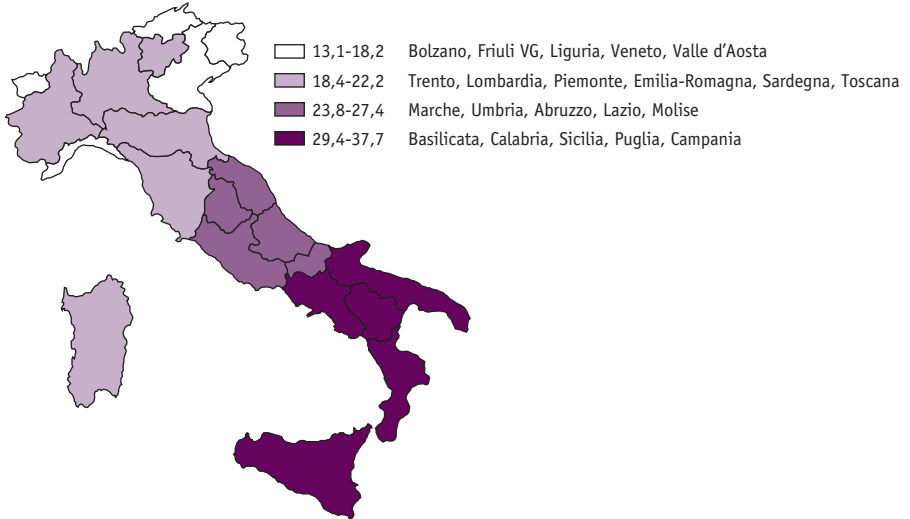 13,1-18,2 Bolzano, Friuli VG, Liguria, Veneto, Valle d’Aosta
18,4-22,2 Trento, Lombardia, Piemonte, Emilia-Romagna, Sardegna, Toscana
23,8-27,4 Marche, Umbria, Abruzzo, Lazio, Molise
29,4-37,7 Basilicata, Calabria, Sicilia, Puglia, Campania